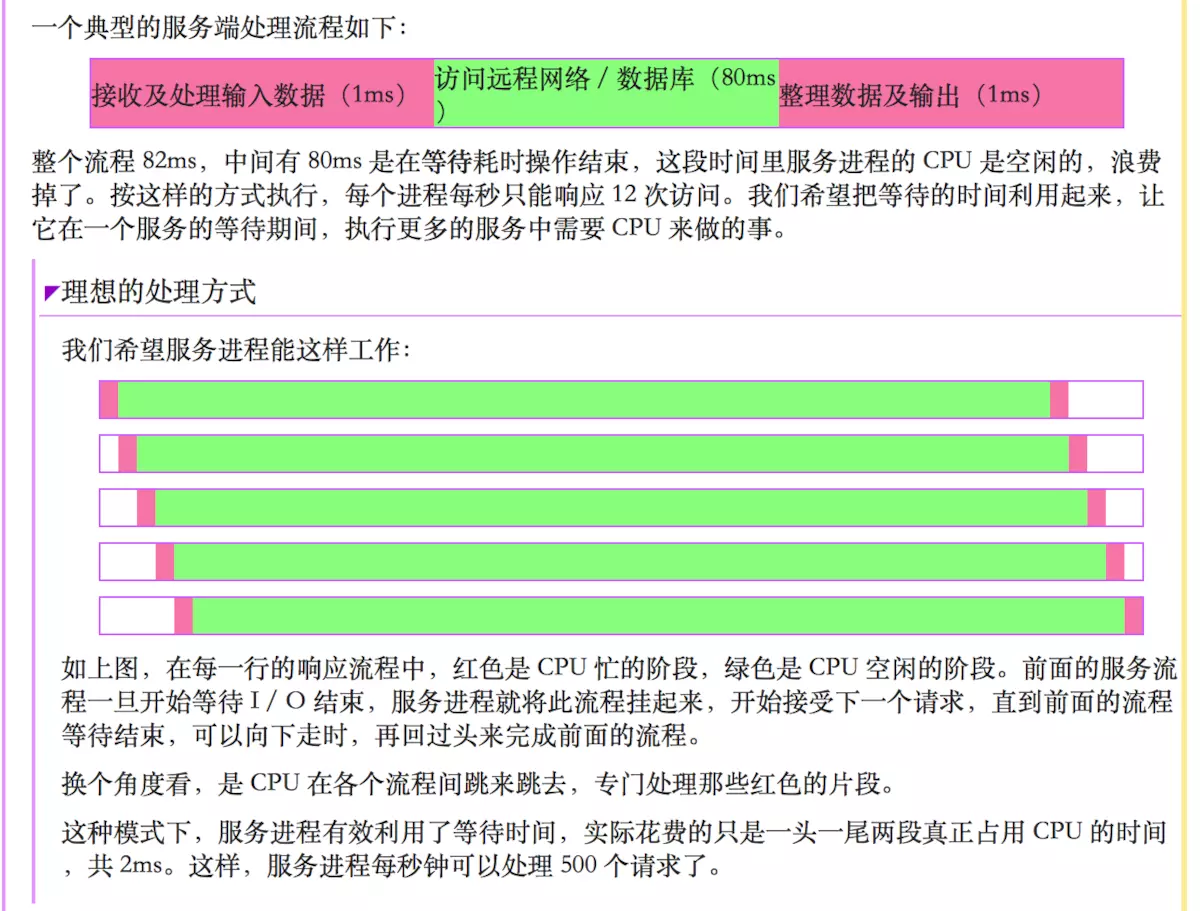 一个典型的服务端处理流程如下：
接收及处理输入数据（1ms）
访问远程网络 / 数据库（80ms
）
整理数据及输出（1ms）
整个流程 82ms，中间有 80ms 是在等待耗时操作结束，这段时间里服务进程的 CPU 是空闲的，浪费
掉了。按这样的方式执行，每个进程每秒只能响应 12 次访问。我们希望把等待的时间利用起来，让
它在一个服务的等待期间，执行更多的服务中需要 CPU 来做的事。
理想的处理方式
我们希望服务进程能这样工作：
如上图，在每一行的响应流程中，红色是 CPU 忙的阶段，绿色是 CPU 空闲的阶段。前面的服务流
程一旦开始等待 I / O 结束，服务进程就将此流程挂起来，开始接受下一个请求，直到前面的流程
等待结束，可以向下走时，再回过头来完成前面的流程。
换个角度看，是 CPU 在各个流程间跳来跳去，专门处理那些红色的片段。
这种模式下，服务进程有效利用了等待时间，实际花费的只是一头一尾两段真正占用 CPU 的时间
，共 2ms。这样，服务进程每秒钟可以处理 500 个请求了。